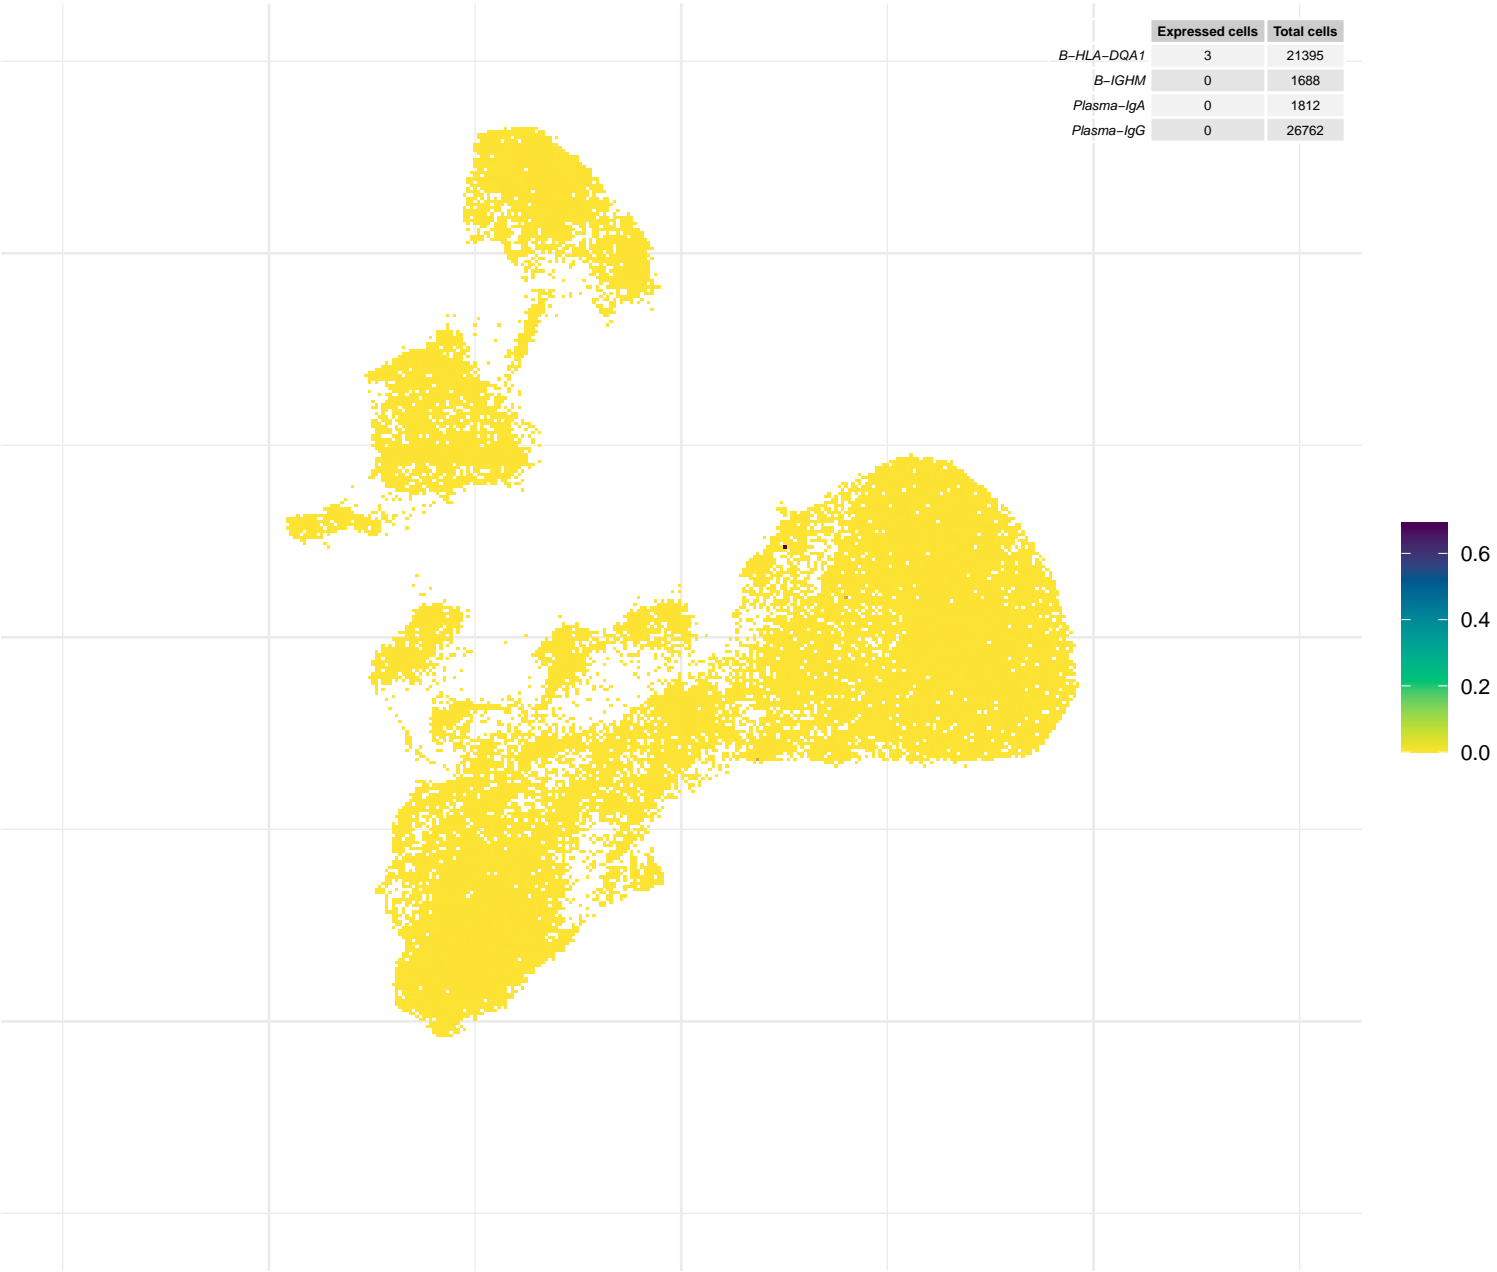 Expressed cells Total cells
B−HLA−DQA1 3 21395
B−IGHM 0 1688
Plasma−IgA 0 1812
Plasma−IgG 0 26762
0.6
0.4
0.2
0.0